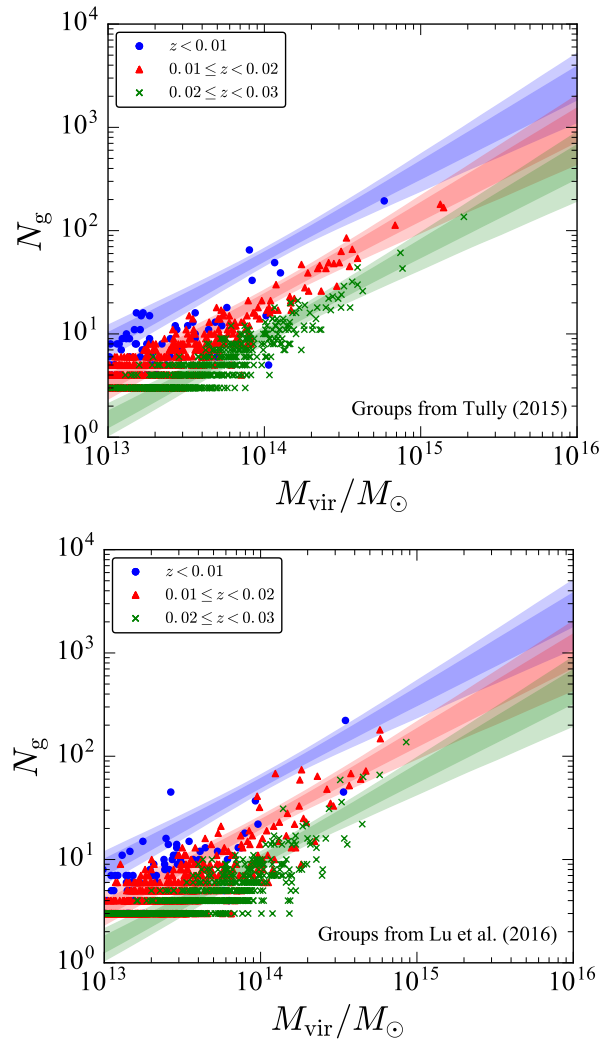 10^4
z < 0.01
0.01 ≤ z < 0.02
0.02 ≤ z < 0.03
10^3
N_g
10^2
10^1
Groups from Tully (2015)
10^0
10^13 10^14 10^15 10^16
M_vir/M_⊙
10^4
z < 0.01
0.01 ≤ z < 0.02
0.02 ≤ z < 0.03
10^3
N_g
10^2
10^1
Groups from Lu et al. (2016)
10^0
10^13 10^14 10^15 10^16
M_vir/M_⊙